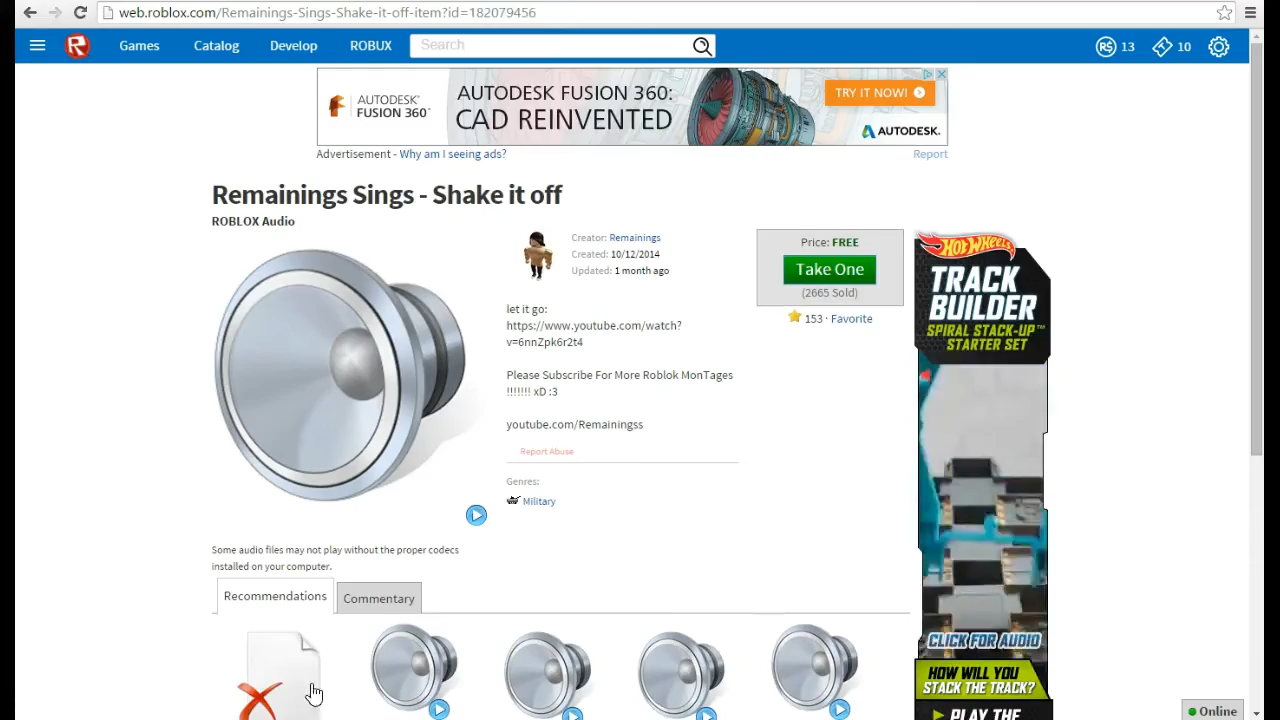 web.roblox.com/Remainings-Sings-Shake-it-off-item?id=182079456
Games Catalog Develop ROBUX Search R$ 13 10
AUTODESK®
FUSION 360™
AUTODESK FUSION 360:
CAD REINVENTED
TRY IT NOW!
AUTODESK.
Advertisement - Why am I seeing ads? Report
Remainings Sings - Shake it off
ROBLOX Audio
Creator: Remainings
Created: 10/12/2014
Updated: 1 month ago
let it go:
https://www.youtube.com/watch?
v=6nnZpk6r2t4
Please Subscribe For More Roblok MonTages
!!!!!!! xD :3
youtube.com/Remainingss
Report Abuse
Genres:
Military
Price: FREE
Take One
(2665 Sold)
153 · Favorite
HOT WHEELS
TRACK
BUILDER
SPIRAL STACK-UP™
STARTER SET
CLICK FOR AUDIO
HOW WILL YOU
STACK THE TRACK?
PLAY THE
Some audio files may not play without the proper codecs
installed on your computer.
Recommendations Commentary
Online